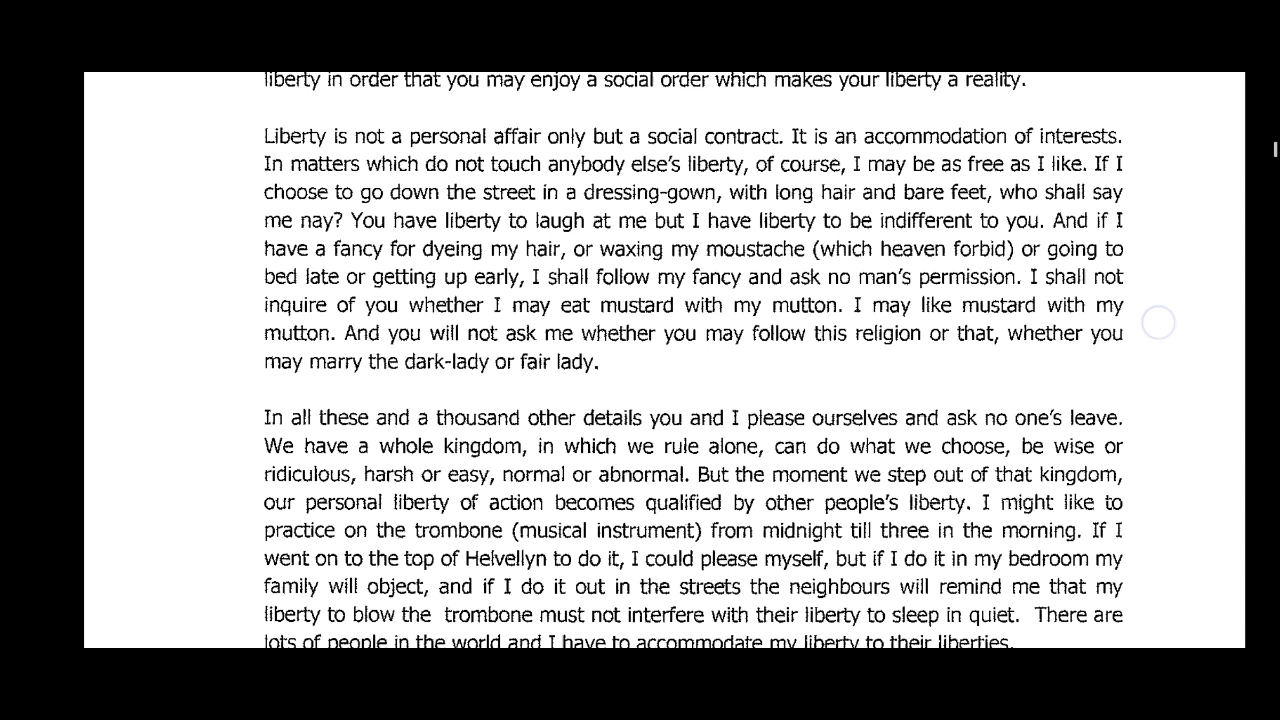 liberty in order that you may enjoy a social order which makes your liberty a reality.
Liberty is not a personal affair only but a social contract. It is an accommodation of interests.
In matters which do not touch anybody else’s liberty, of course, I may be as free as I like. If I
choose to go down the street in a dressing-gown, with long hair and bare feet, who shall say
me nay? You have liberty to laugh at me but I have liberty to be indifferent to you. And if I
have a fancy for dyeing my hair, or waxing my moustache (which heaven forbid) or going to
bed late or getting up early, I shall follow my fancy and ask no man’s permission. I shall not
inquire of you whether I may eat mustard with my mutton. I may like mustard with my
mutton. And you will not ask me whether you may follow this religion or that, whether you
may marry the dark-lady or fair lady.
In all these and a thousand other details you and I please ourselves and ask no one’s leave.
We have a whole kingdom, in which we rule alone, can do what we choose, be wise or
ridiculous, harsh or easy, normal or abnormal. But the moment we step out of that kingdom,
our personal liberty of action becomes qualified by other people’s liberty. I might like to
practice on the trombone (musical instrument) from midnight till three in the morning. If I
went on to the top of Helvellyn to do it, I could please myself, but if I do it in my bedroom my
family will object, and if I do it out in the streets the neighbours will remind me that my
liberty to blow the trombone must not interfere with their liberty to sleep in quiet. There are
lots of people in the world and I have to accommodate my liberty to their liberties.